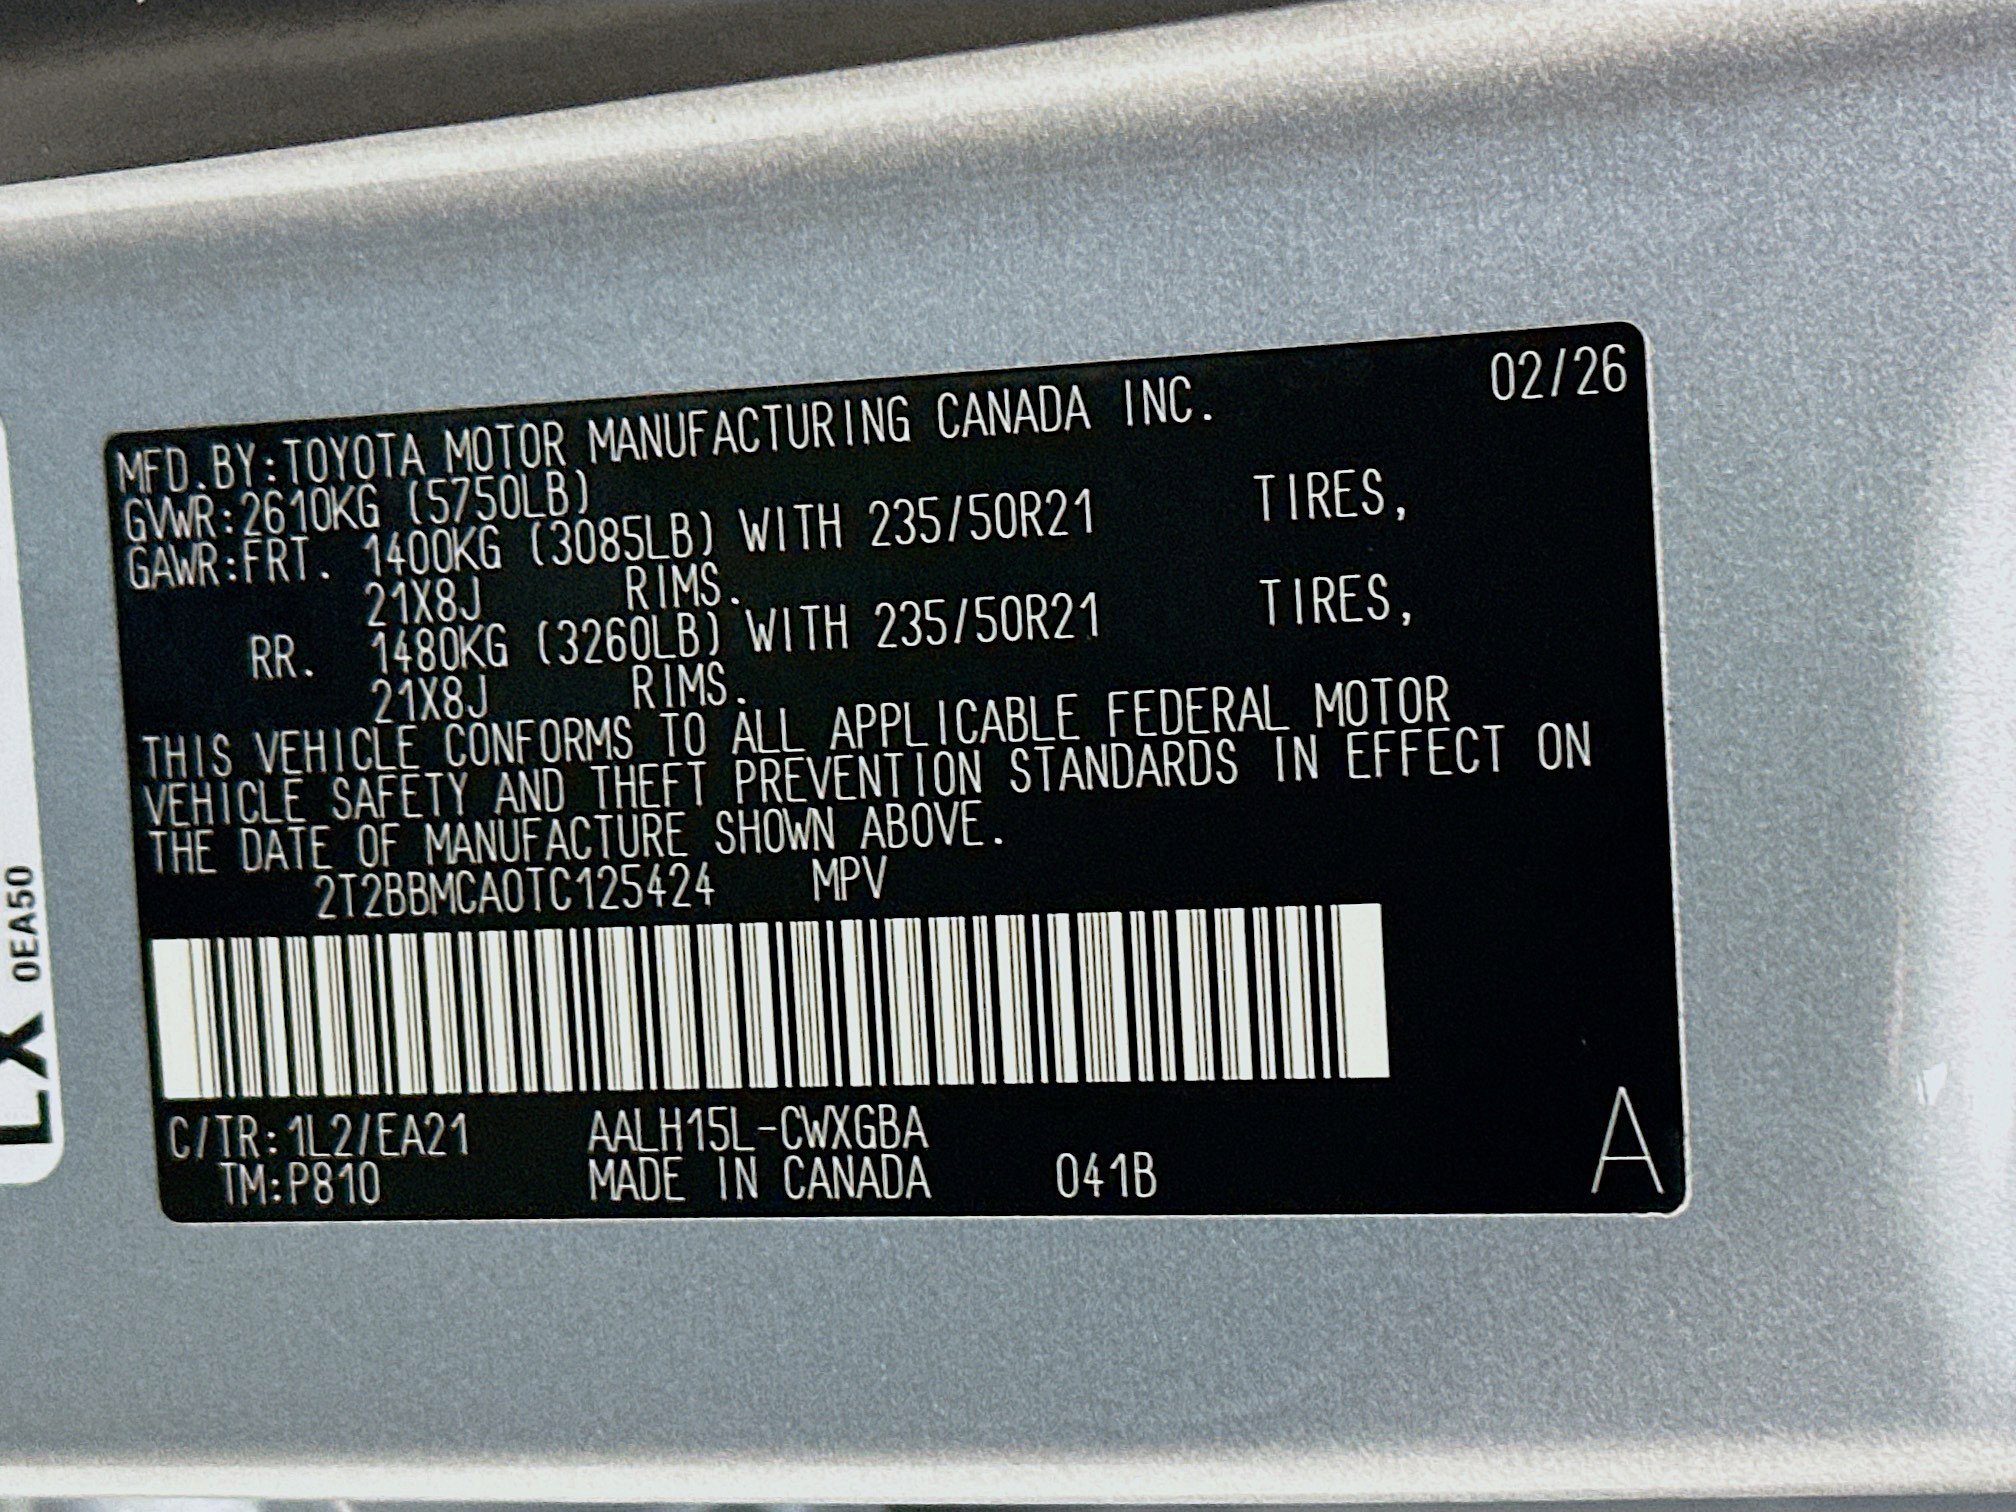 02/26
MFD.BY:TOYOTA MOTOR MANUFACTURING CANADA INC.
GVWR:2610KG (5750LB)
GAWR:FRT. 1400KG (3085LB) WITH 235/50R21 TIRES,
21X8J RIMS.
RR. 1480KG (3260LB) WITH 235/50R21 TIRES,
21X8J RIMS.
THIS VEHICLE CONFORMS TO ALL APPLICABLE FEDERAL MOTOR
VEHICLE SAFETY AND THEFT PREVENTION STANDARDS IN EFFECT ON
THE DATE OF MANUFACTURE SHOWN ABOVE.
2T2BBMCA0TC125424 MPV
C/TR:1L2/EA21 AALH15L-CWXGBA
TM:P810 MADE IN CANADA 041B
A
LX 0EA50